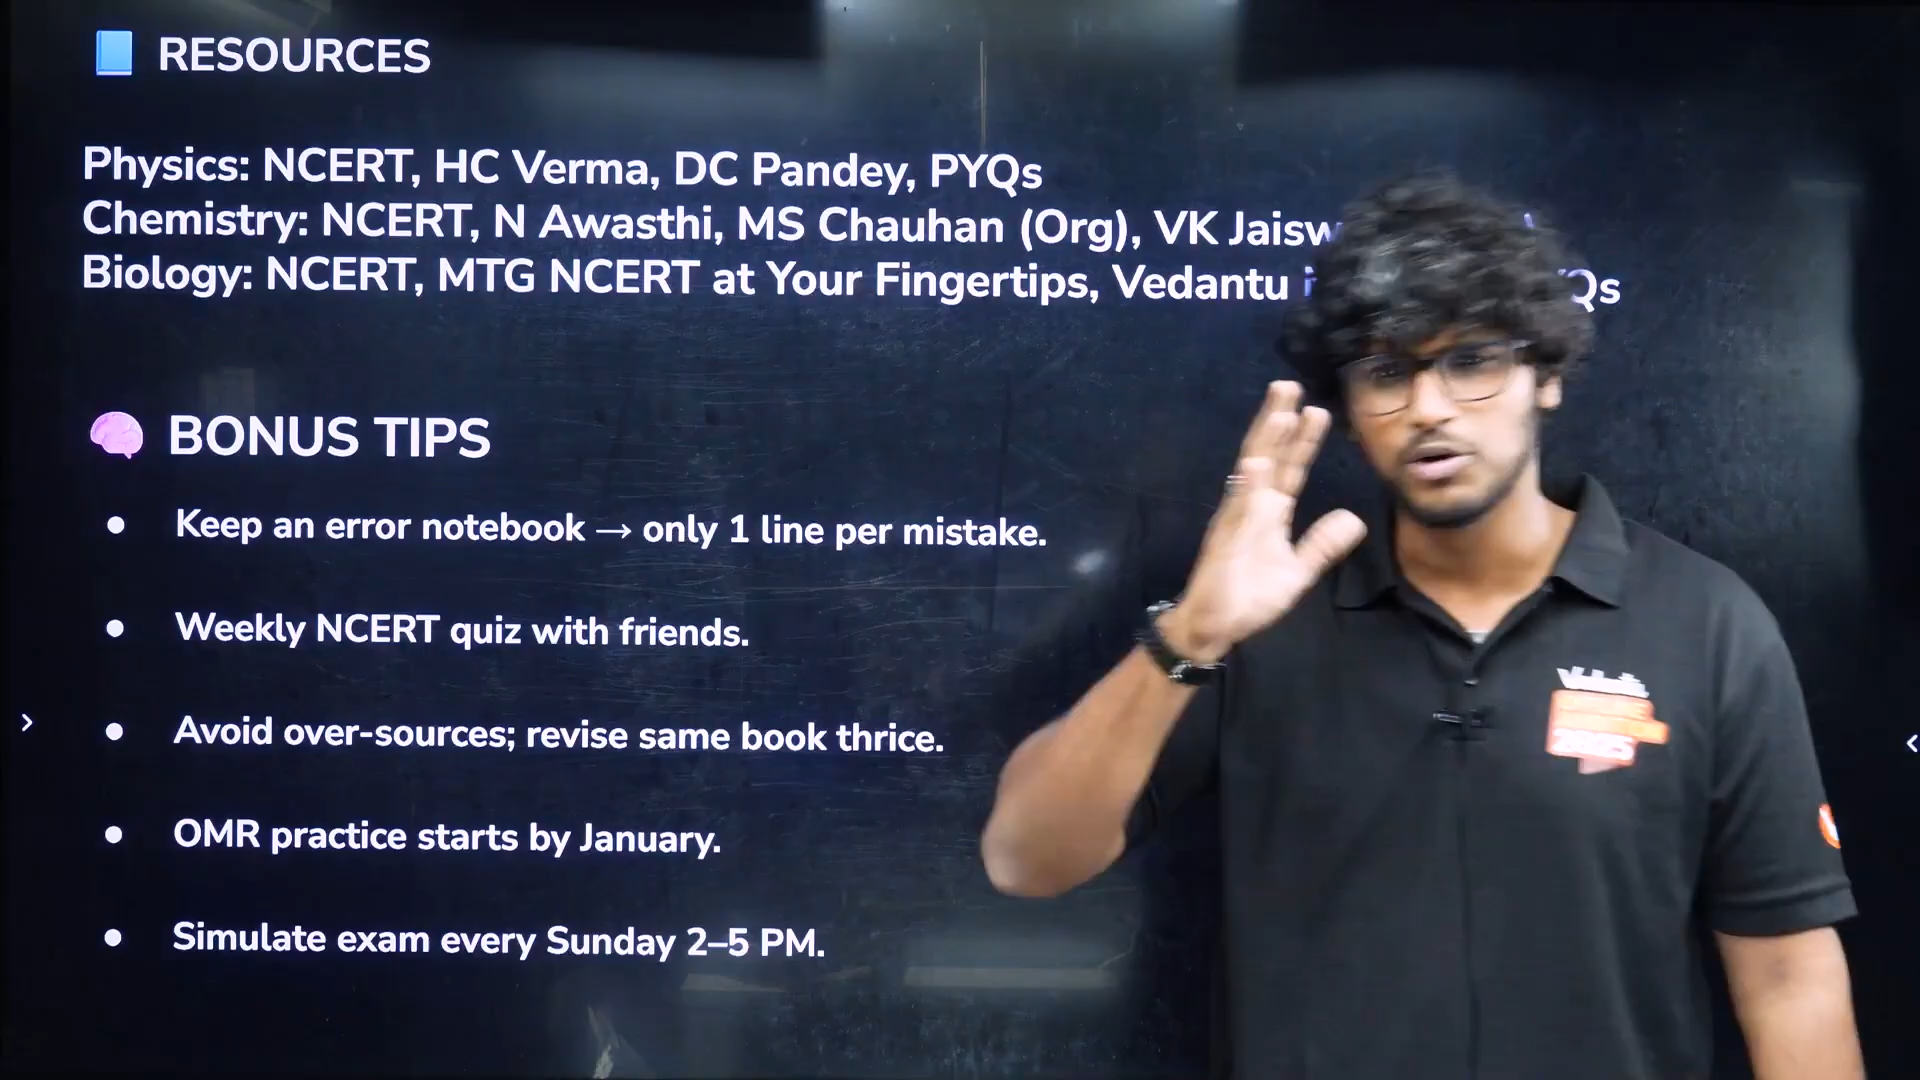 RESOURCES
Physics: NCERT, HC Verma, DC Pandey, PYQs
Chemistry: NCERT, N Awasthi, MS Chauhan (Org), VK
Biology: NCERT, MTG NCERT at Your Fingertips, Vedantu
BONUS TIPS
Keep an error notebook → only 1 line per mistake.
Weekly NCERT quiz with friends.
Avoid over-sources; revise same book thrice.
OMR practice starts by January.
Simulate exam every Sunday 2–5 PM.
2025